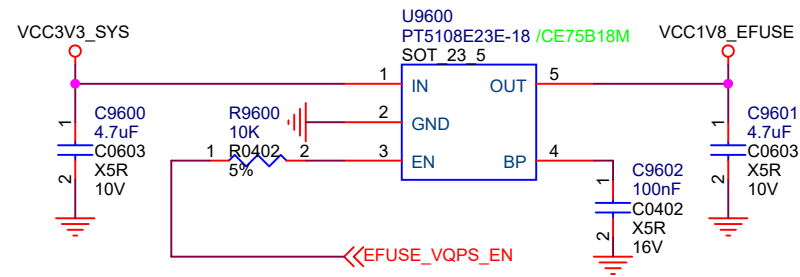 VCC3V3_SYS
U9600
PT5108E23E-18 /CE75B18M
SOT_23_5
VCC1V8_EFUSE
1 IN OUT 5
2 GND
3 EN BP 4
1
C9600
4.7uF
C0603
X5R
10V
2
R9600
10K
1 R0402 2
5%
1
C9602
100nF
C0402
X5R
16V
2
1
C9601
4.7uF
C0603
X5R
10V
2
EFUSE_VQPS_EN